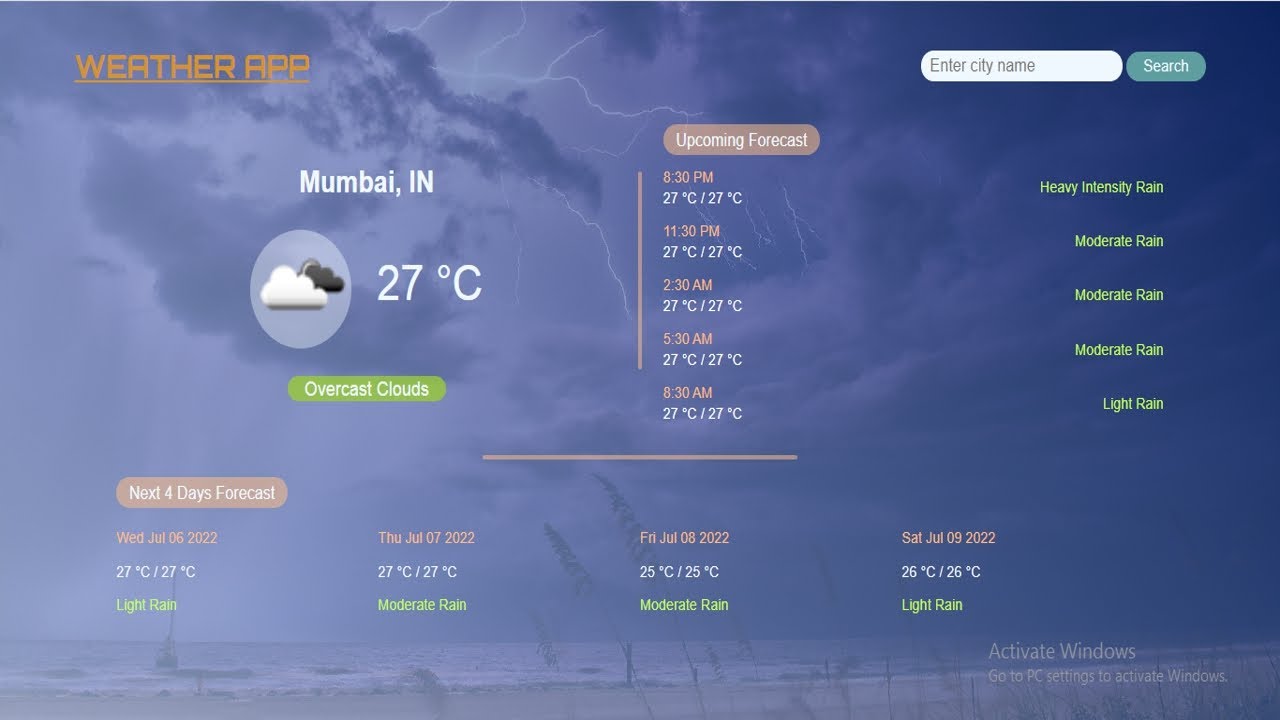 WEATHER APP
Enter city name
Search
Mumbai, IN
27 °C
Overcast Clouds
Upcoming Forecast
8:30 PM
27 °C / 27 °C
Heavy Intensity Rain
11:30 PM
27 °C / 27 °C
Moderate Rain
2:30 AM
27 °C / 27 °C
Moderate Rain
5:30 AM
27 °C / 27 °C
Moderate Rain
8:30 AM
27 °C / 27 °C
Light Rain
Next 4 Days Forecast
Wed Jul 06 2022
27 °C / 27 °C
Light Rain
Thu Jul 07 2022
27 °C / 27 °C
Moderate Rain
Fri Jul 08 2022
25 °C / 25 °C
Moderate Rain
Sat Jul 09 2022
26 °C / 26 °C
Light Rain
Activate Windows
Go to PC settings to activate Windows.